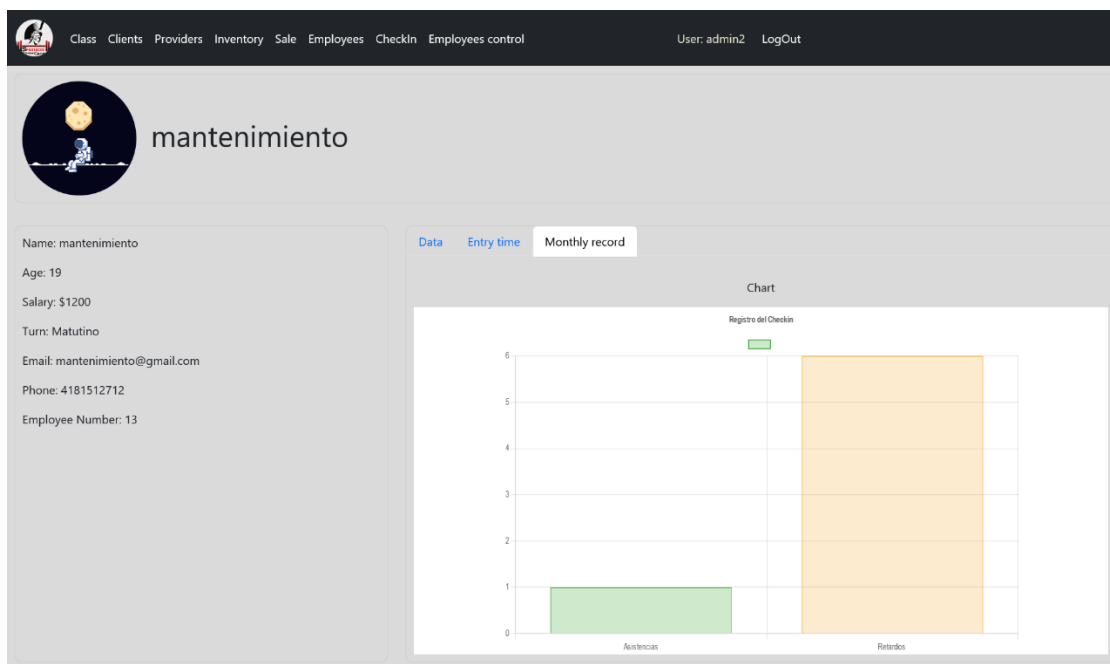 Class Clients Providers Inventory Sale Employees CheckIn Employees control User: admin2 LogOut
mantenimiento
Name: mantenimiento
Age: 19
Salary: $1200
Turn: Matutino
Email: mantenimiento@gmail.com
Phone: 4181512712
Employee Number: 13
Data Entry time Monthly record
Chart
Registro del Checkin
6
5
4
3
2
1
0
Asistencias Retardos